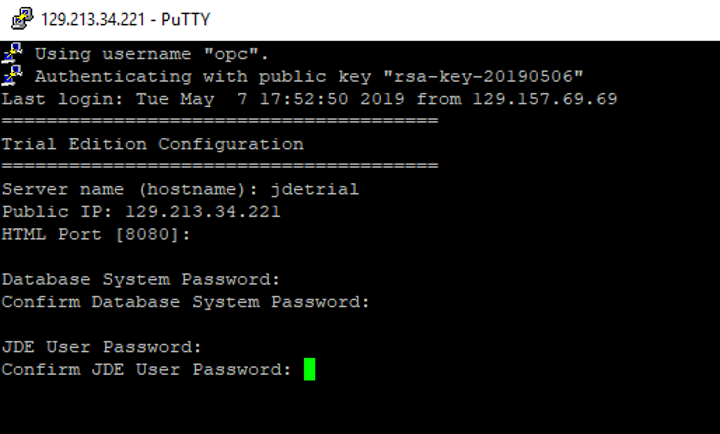 129.213.34.221 - PuTTY
Using username "opc".
Authenticating with public key "rsa-key-20190506"
Last login: Tue May  7 17:52:50 2019 from 129.157.69.69
========================================
Trial Edition Configuration
========================================
Server name (hostname): jdetrial
Public IP: 129.213.34.221
HTML Port [8080]:
Database System Password:
Confirm Database System Password:
JDE User Password:
Confirm JDE User Password: